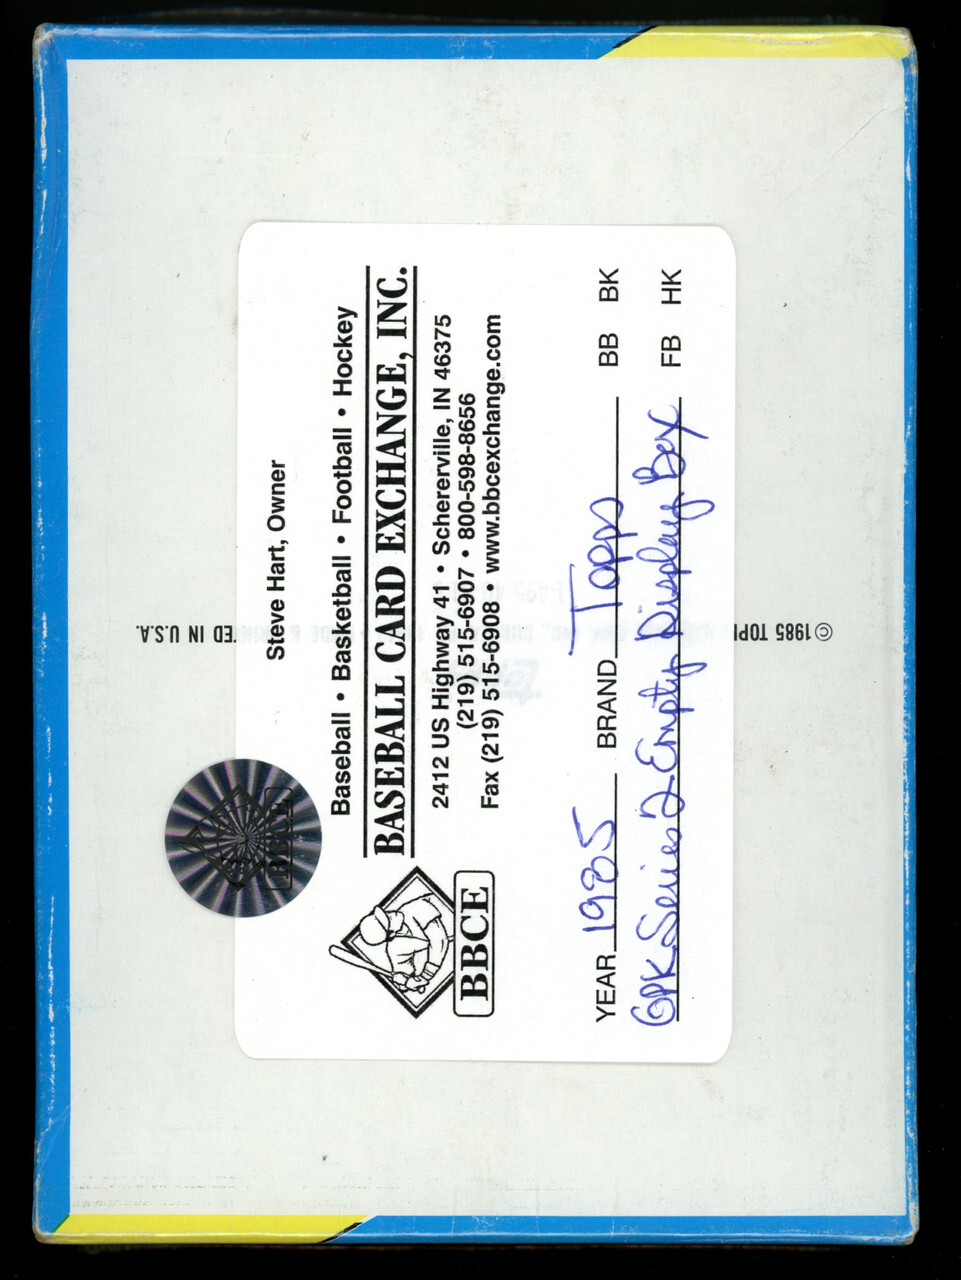 Steve Hart, Owner
Baseball • Basketball • Football • Hockey
BASEBALL CARD EXCHANGE, INC.
2412 US Highway 41 • Schererville, IN 46375
(219) 515-6907 • 800-598-8656
Fax (219) 515-6908 • www.bbcexchange.com
BBCE
BBCE
YEAR 1985 BRAND Topps BB BK
GPK Series 2 Empty Display Box FB HK
© 1985 TOP
IN U.S.A.